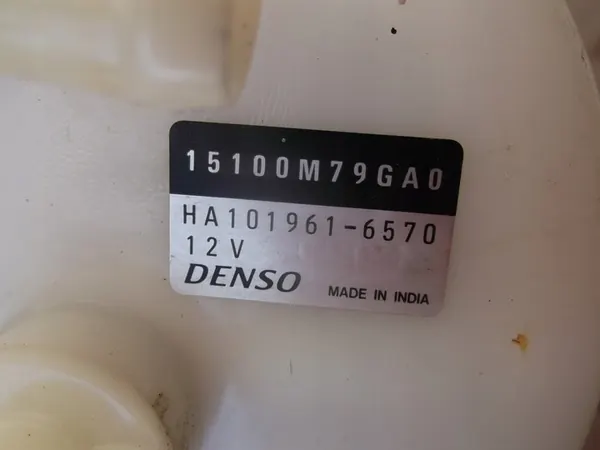 15100M79GA0
HA101961-6570
12V
DENSO MADE IN INDIA